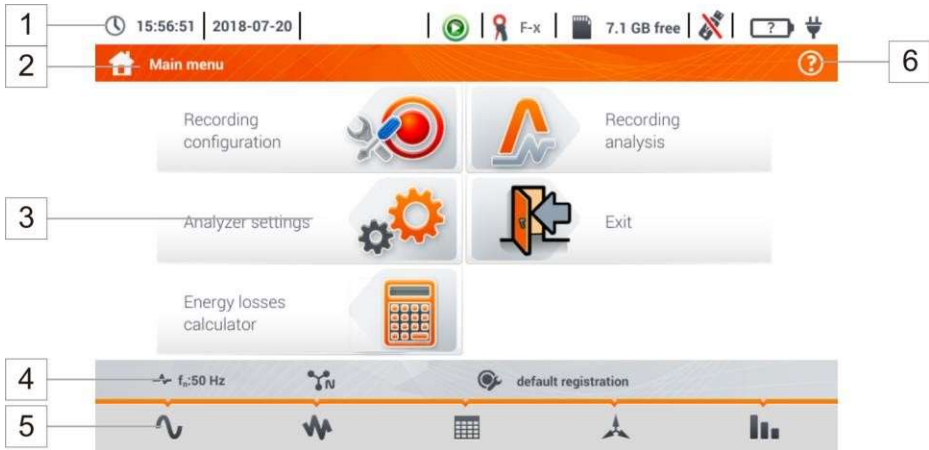 1
15:56:51 2018-07-20 F-x 7.1 GB free ?
2
Main menu
?
6
Recording
configuration
Recording
analysis
3
Analyzer settings
Exit
Energy losses
calculator
4
fₙ:50 Hz N default registration
5